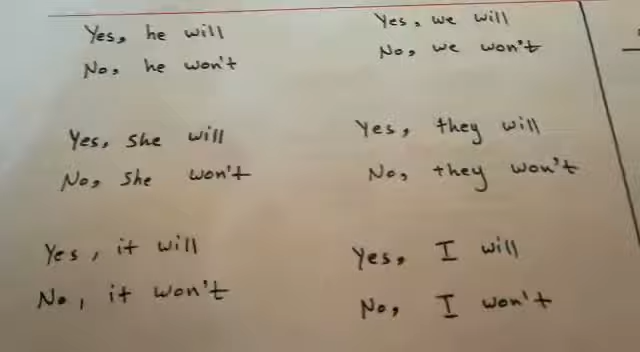 Yes, he will
No, he won't
Yes, she will
No, she won't
Yes, it will
No, it won't
Yes, we will
No, we won't
Yes, they will
No, they won't
Yes, I will
No, I won't